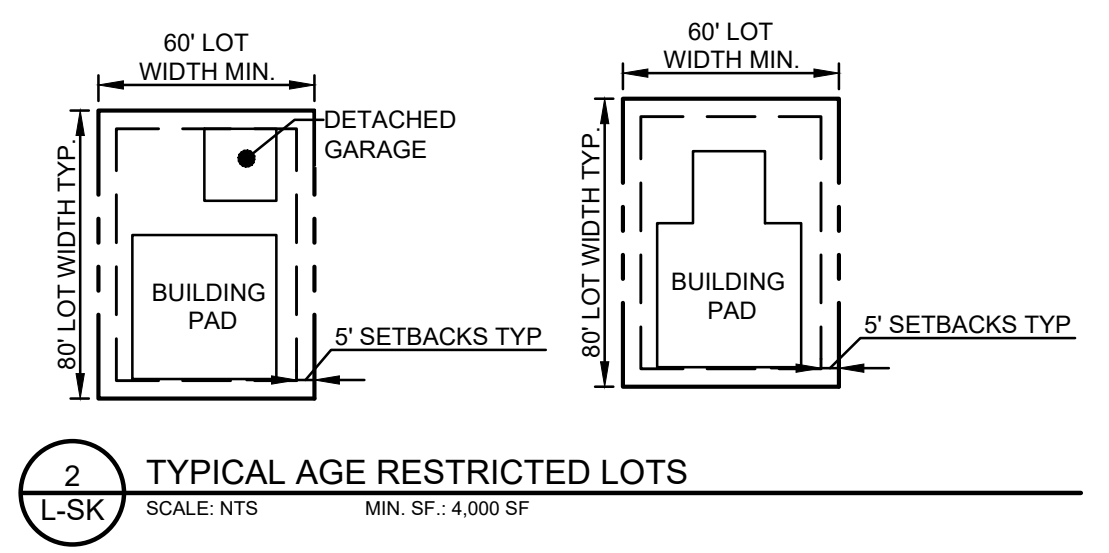 60' LOT
WIDTH MIN.
80' LOT WIDTH TYP.
DETACHED
GARAGE
BUILDING
PAD
5' SETBACKS TYP
60' LOT
WIDTH MIN.
80' LOT WIDTH TYP.
BUILDING
PAD
5' SETBACKS TYP
2
L-SK
TYPICAL AGE RESTRICTED LOTS
SCALE: NTS MIN. SF.: 4,000 SF